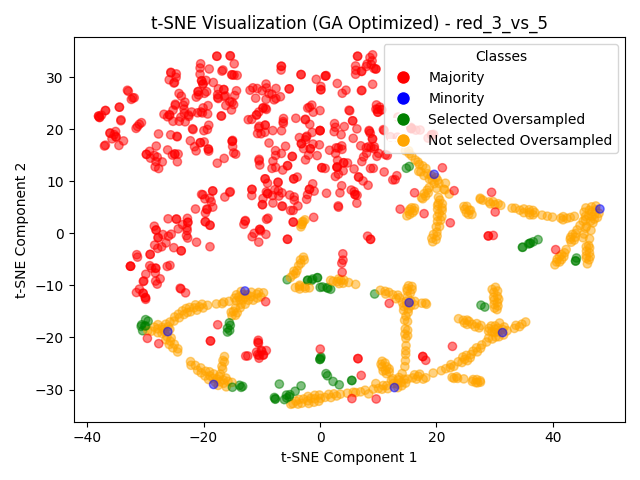 t-SNE Visualization (GA Optimized) - red_3_vs_5
Classes
Majority
Minority
Selected Oversampled
Not selected Oversampled
t-SNE Component 2
30
20
10
0
−10
−20
−30
−40
−20
0
20
40
t-SNE Component 1